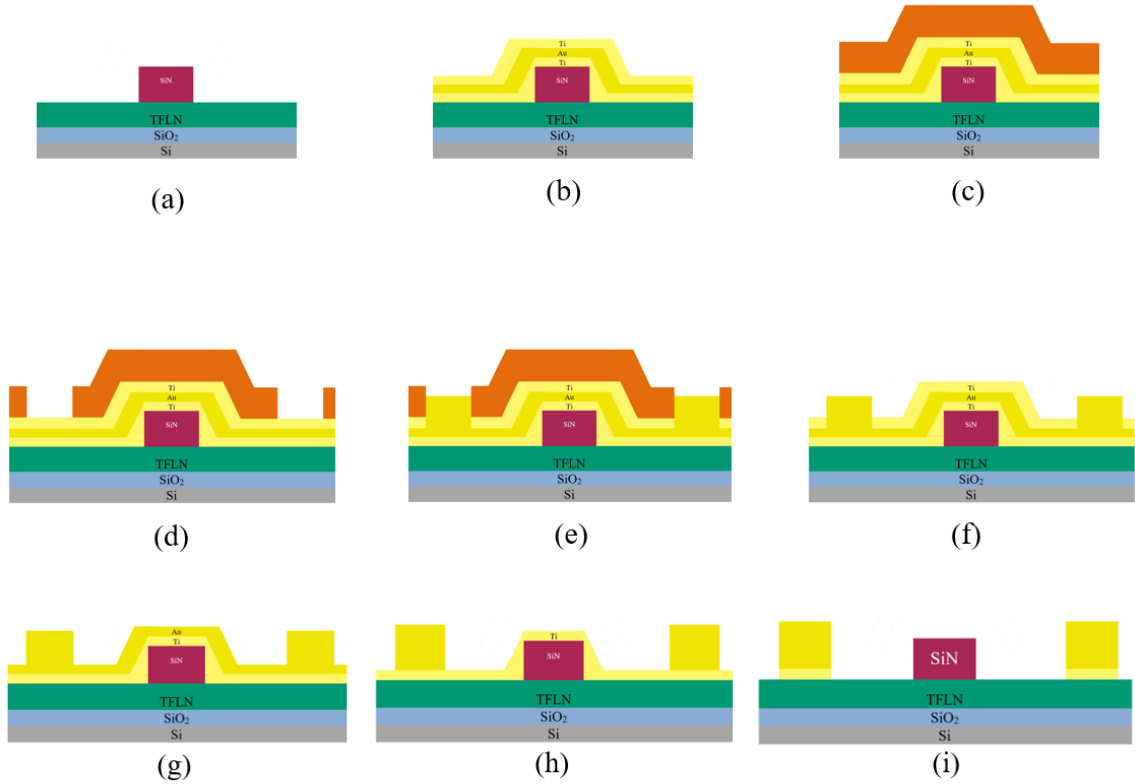 SiN
TFLN
SiO₂
Si
(a)
Ti
Au
Ti
SiN
TFLN
SiO₂
Si
(b)
Ti
Au
Ti
SiN
TFLN
SiO₂
Si
(c)
Ti
Au
Ti
SiN
TFLN
SiO₂
Si
(d)
Ti
Au
Ti
SiN
TFLN
SiO₂
Si
(e)
Ti
Au
Ti
SiN
TFLN
SiO₂
Si
(f)
Au
Ti
SiN
TFLN
SiO₂
Si
(g)
Ti
SiN
TFLN
SiO₂
Si
(h)
SiN
TFLN
SiO₂
Si
(i)